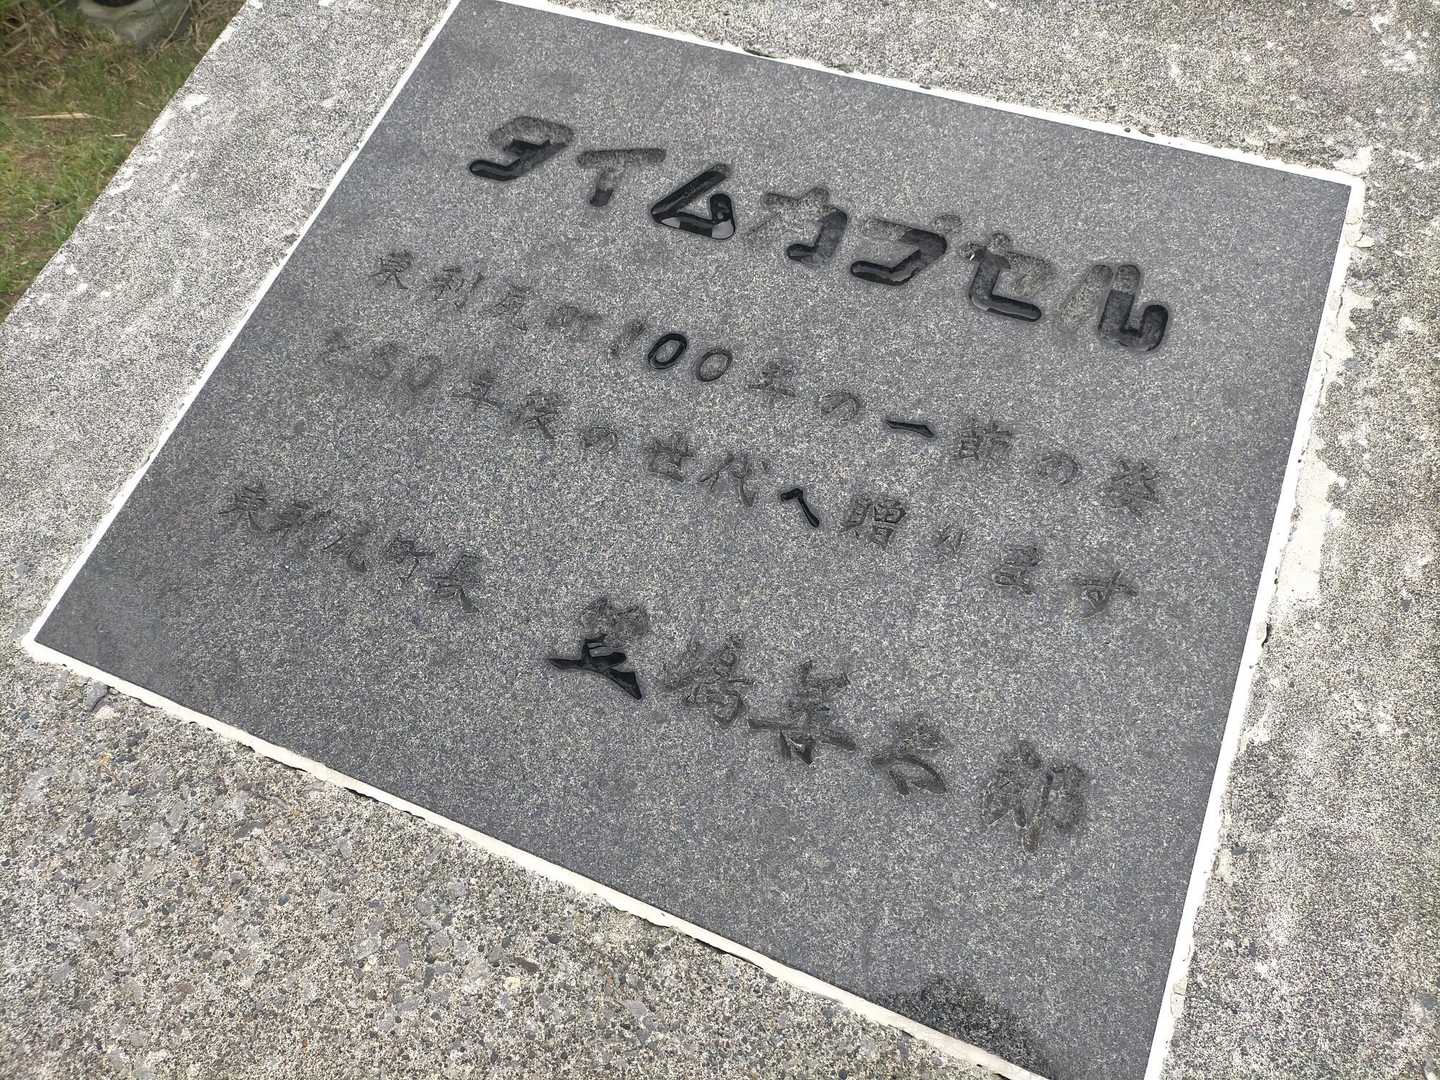 タイムカプセル
東利尻町100年の一節の姿
を50年後の世代へ贈ります
東利尻町長